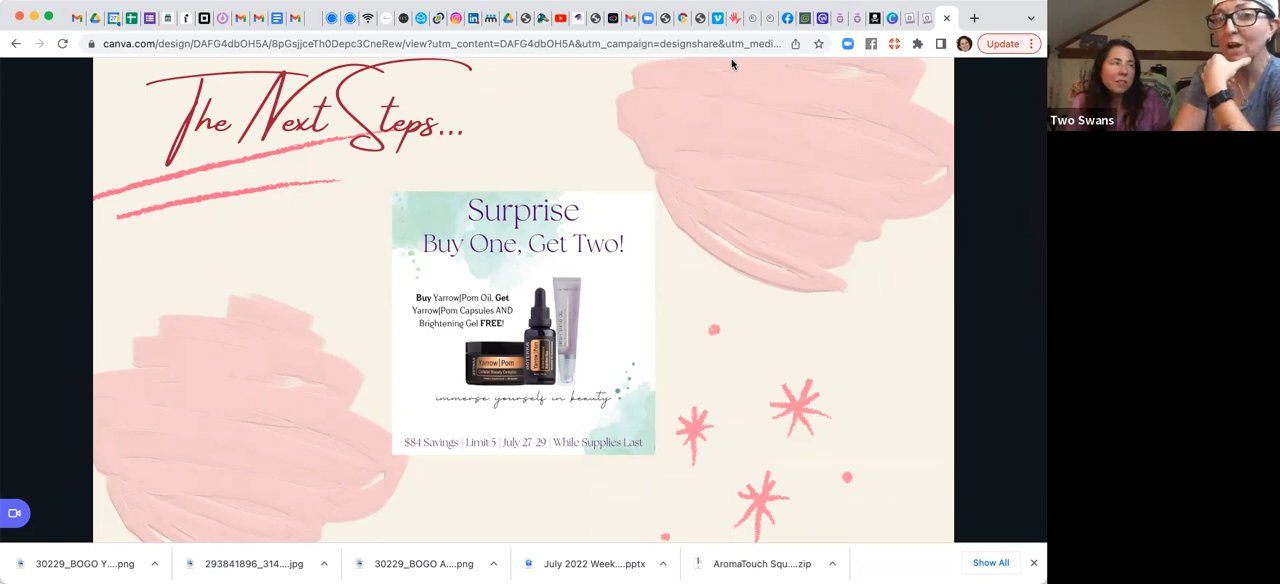 canva.com/design/DAFG4dbOH5A/8pGsjjceTh0Depc3CneRew/view?utm_content=DAFG4dbOH5A&utm_campaign=designshare&utm_medi...
Update
Two Swans
The Next Steps...
Surprise
Buy One, Get Two!
Buy Yarrow|Pom Oil, Get
Yarrow|Pom Capsules AND
Brightening Gel FREE!
Yarrow|Pom
Yarrow|Pom
immerse yourself in beauty
$84 Savings | Limit 5 | July 27-29 | While Supplies Last
30229_BOGO Y....png
293841896_314....jpg
30229_BOGO A....png
July 2022 Week....pptx
AromaTouch Squ....zip
Show All